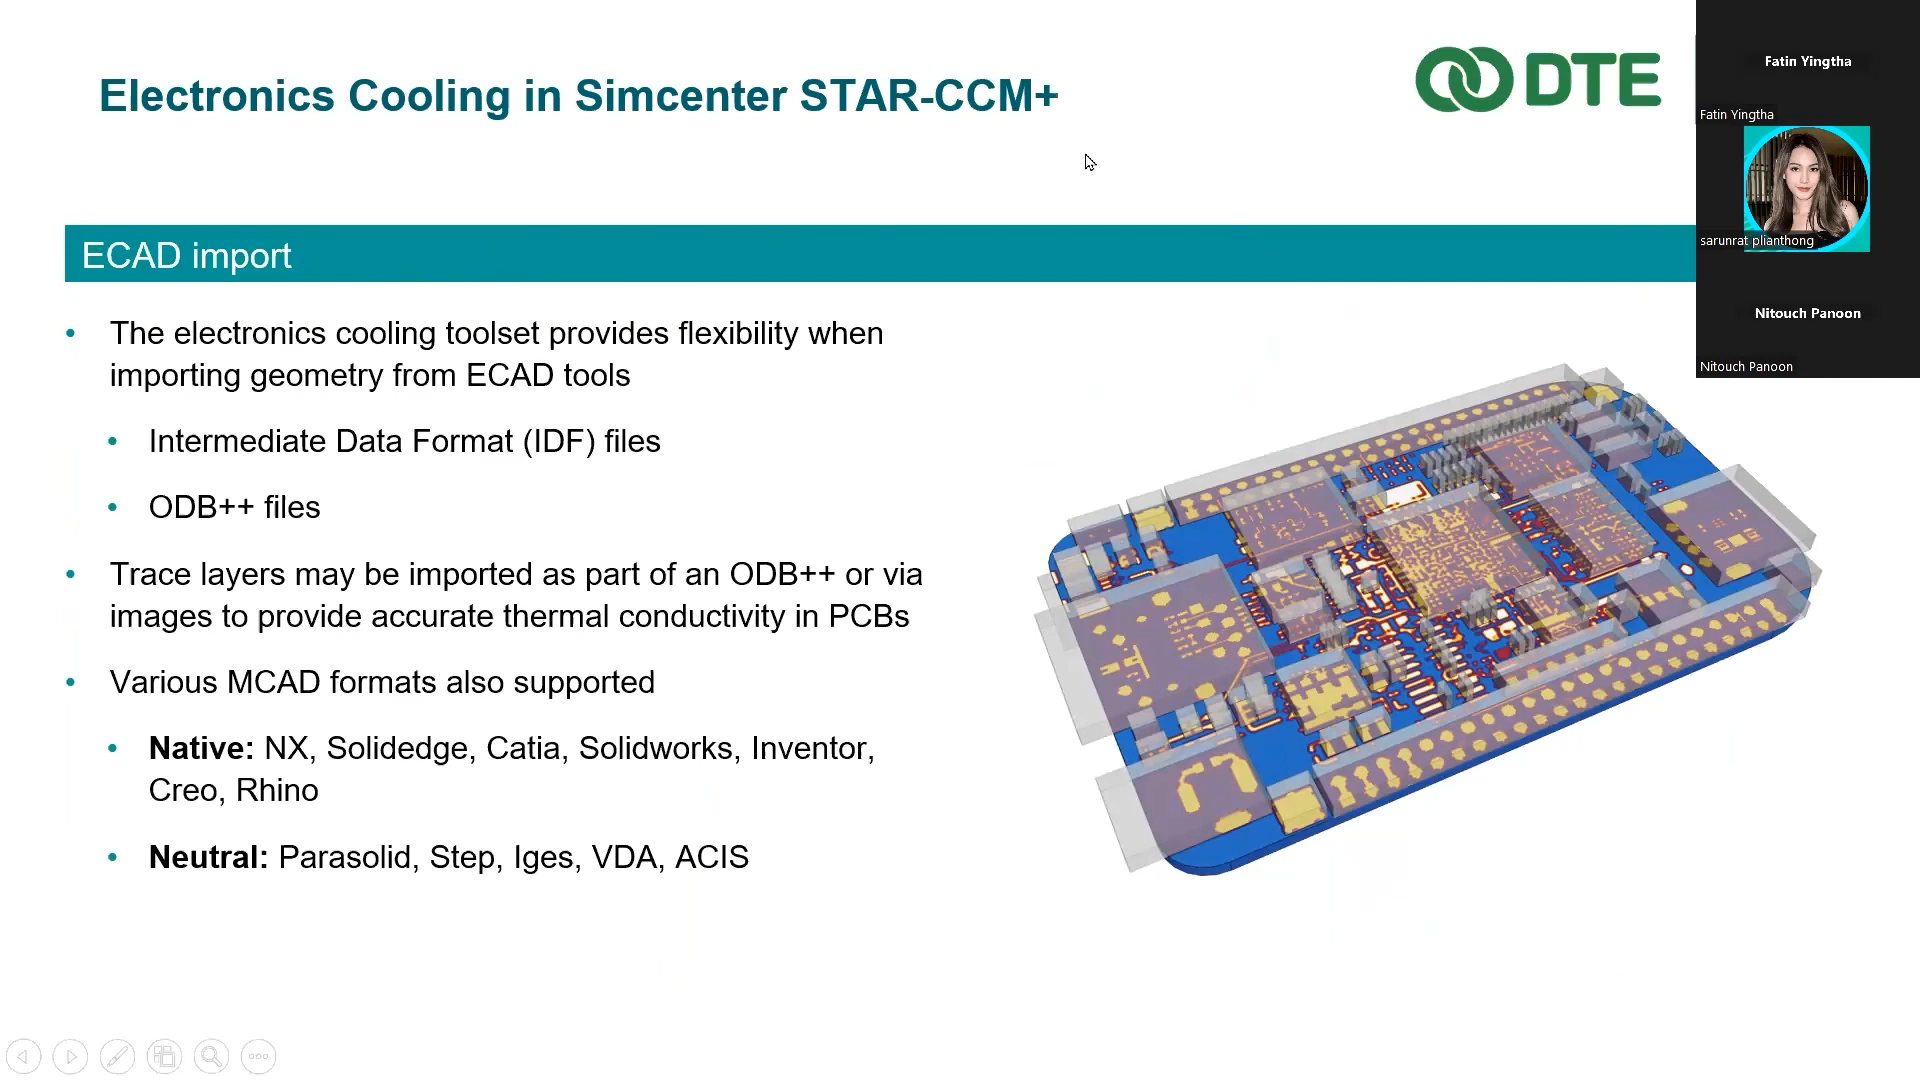 Electronics Cooling in Simcenter STAR-CCM+
DTE
Fatin Yingtha
Fatin Yingtha
sarunrat plianthong
Nitouch Panoon
Nitouch Panoon
ECAD import
• The electronics cooling toolset provides flexibility when
importing geometry from ECAD tools
• Intermediate Data Format (IDF) files
• ODB++ files
• Trace layers may be imported as part of an ODB++ or via
images to provide accurate thermal conductivity in PCBs
• Various MCAD formats also supported
• Native: NX, Solidedge, Catia, Solidworks, Inventor,
Creo, Rhino
• Neutral: Parasolid, Step, Iges, VDA, ACIS